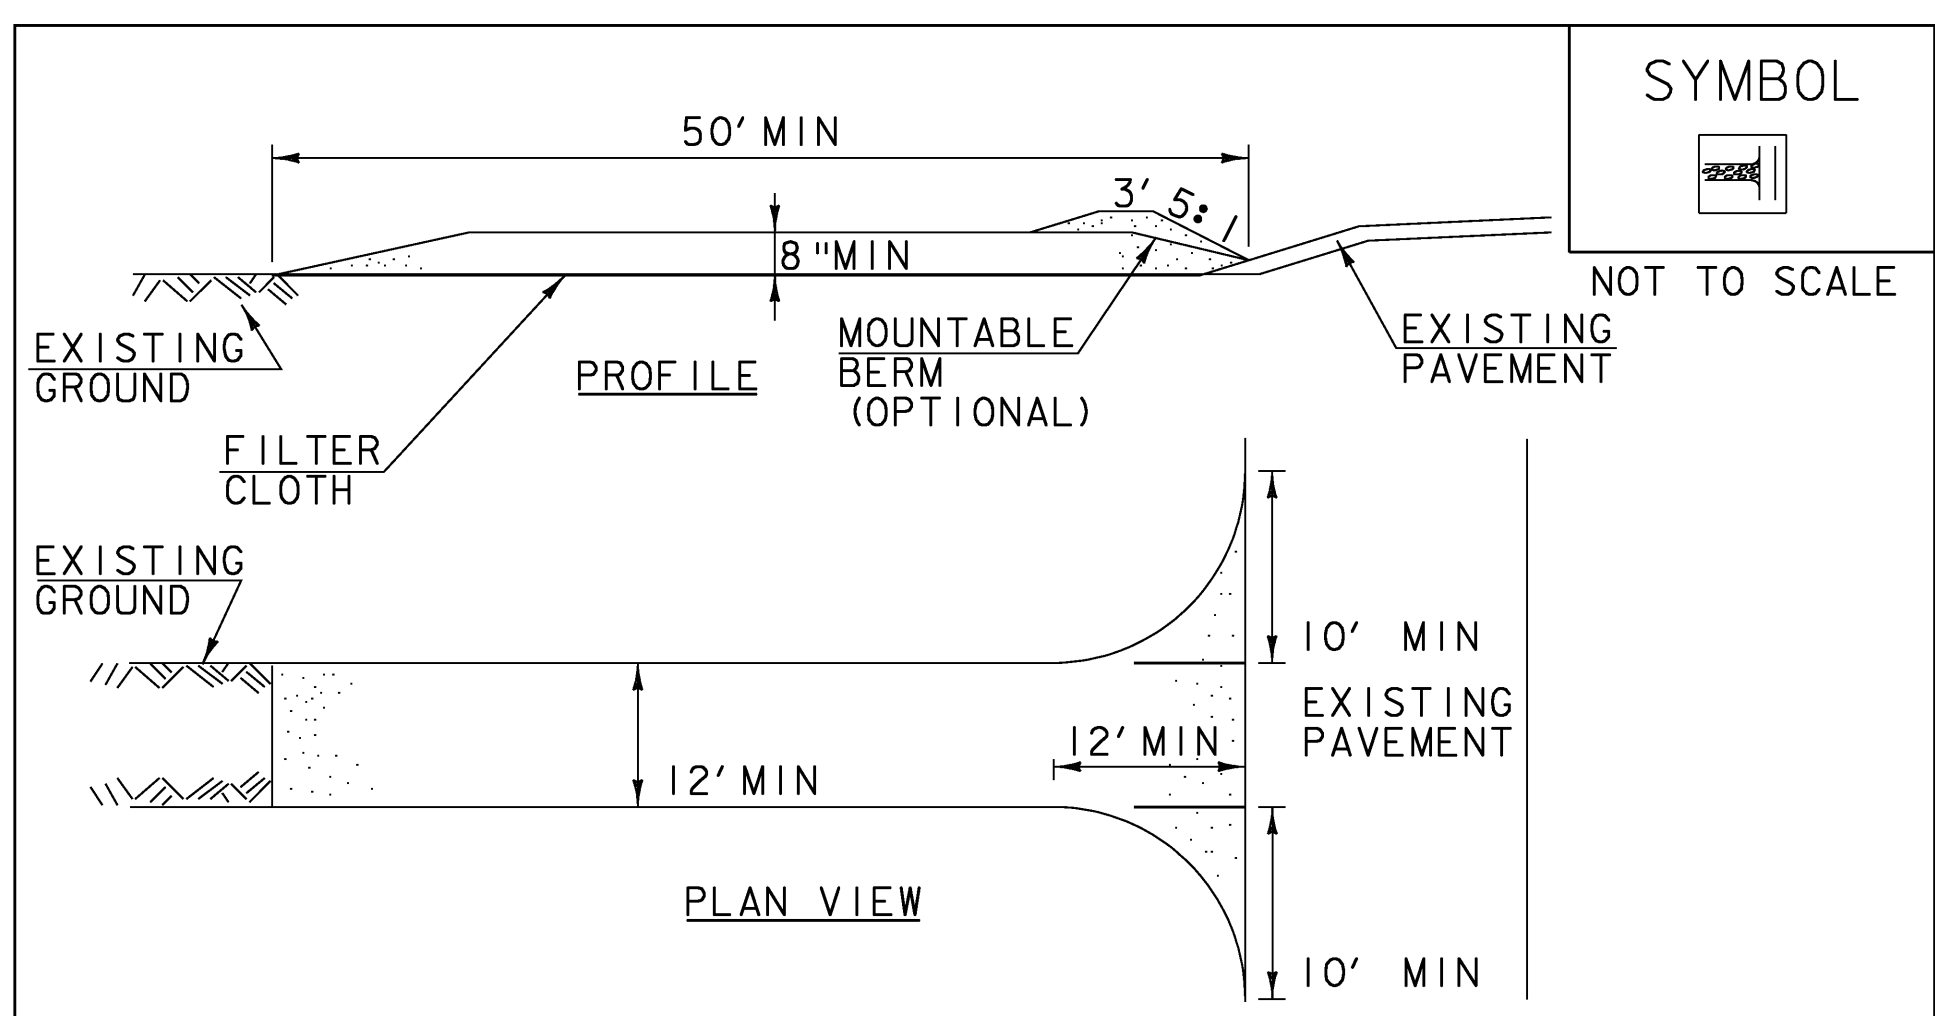 SYMBOL
50' MIN
3' 5:1
8"MIN
NOT TO SCALE
EXISTING
GROUND
PROFILE
MOUNTABLE
BERM
(OPTIONAL)
EXISTING
PAVEMENT
FILTER
CLOTH
EXISTING
GROUND
10' MIN
EXISTING
PAVEMENT
12' MIN
12' MIN
PLAN VIEW
10' MIN